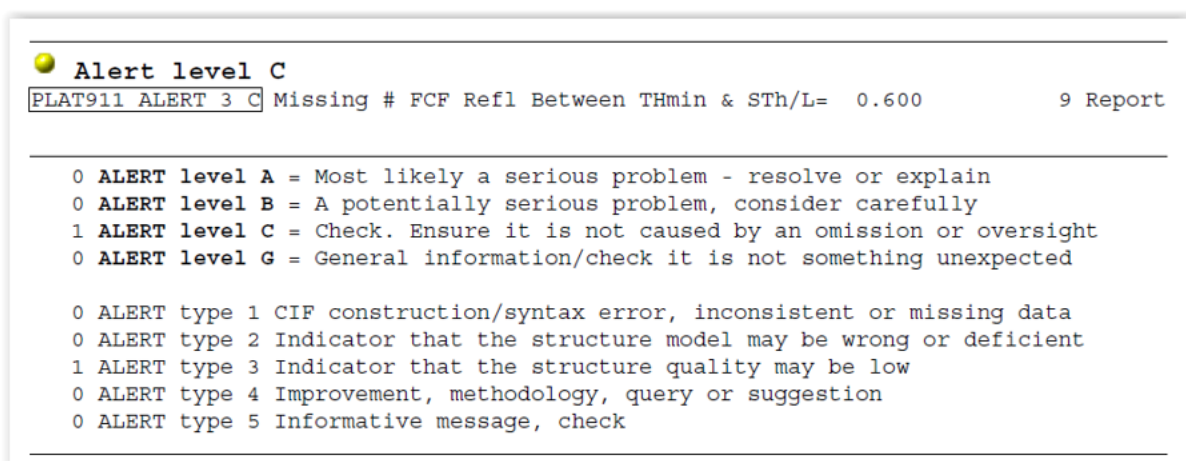 Alert level C
PLAT911 ALERT 3 C Missing # FCF Refl Between THmin & STh/L= 0.600 9 Report
0 ALERT level A = Most likely a serious problem - resolve or explain
0 ALERT level B = A potentially serious problem, consider carefully
1 ALERT level C = Check. Ensure it is not caused by an omission or oversight
0 ALERT level G = General information/check it is not something unexpected
0 ALERT type 1 CIF construction/syntax error, inconsistent or missing data
0 ALERT type 2 Indicator that the structure model may be wrong or deficient
1 ALERT type 3 Indicator that the structure quality may be low
0 ALERT type 4 Improvement, methodology, query or suggestion
0 ALERT type 5 Informative message, check